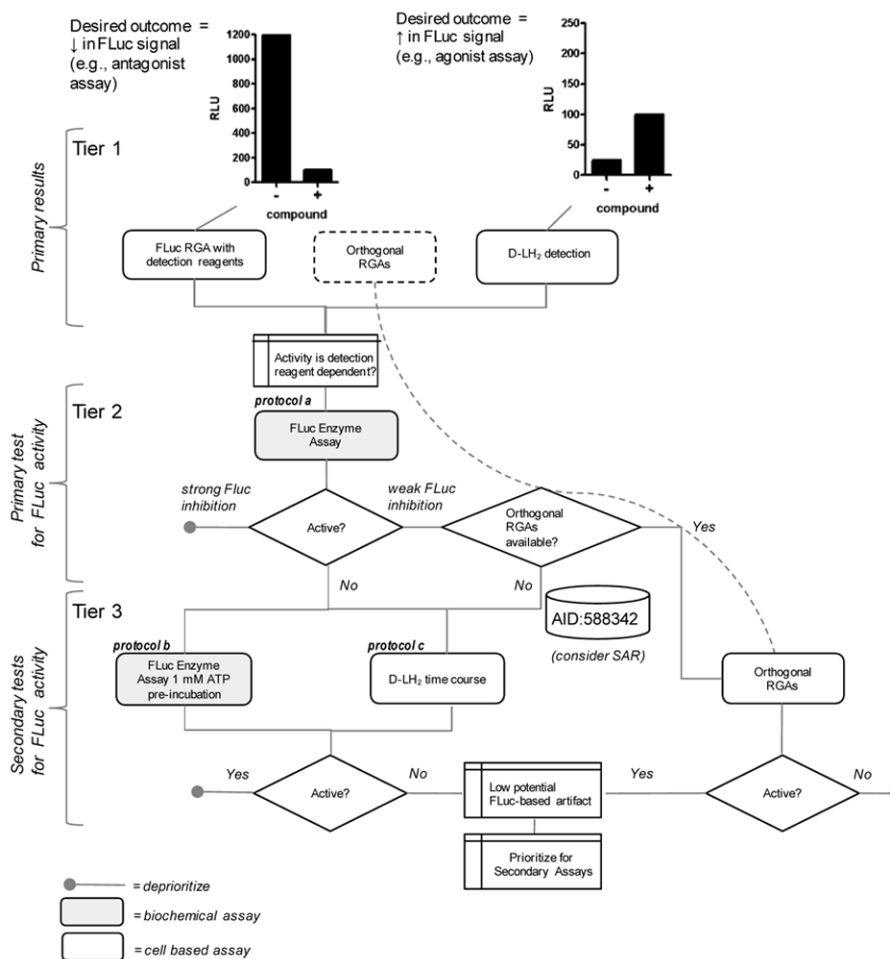 Desired outcome =
↓ in FLuc signal
(e.g., antagonist
assay)
1200
1000
800
600
400
200
0
RLU
- +
compound
Desired outcome =
↑ in FLuc signal
(e.g., agonist assay)
250
200
150
100
50
0
RLU
- +
compound
Primary results
Tier 1
FLuc RGA with
detection reagents
Orthogonal
RGAs
D-LH₂ detection
Activity is detection
reagent dependent?
Primary test
for FLuc activity
Tier 2
protocol a
FLuc Enzyme
Assay
strong Fluc
inhibition
Active?
weak FLuc
inhibition
Orthogonal
RGAs
available?
Yes
No
No
Secondary tests
for FLuc activity
Tier 3
AID:588342
(consider SAR)
protocol b
FLuc Enzyme
Assay 1 mM ATP
pre-incubation
protocol c
D-LH₂ time course
Orthogonal
RGAs
Yes
Active?
No
Low potential
FLuc-based artifact
Yes
Active?
No
Prioritize for
Secondary Assays
= deprioritize
= biochemical assay
= cell based assay